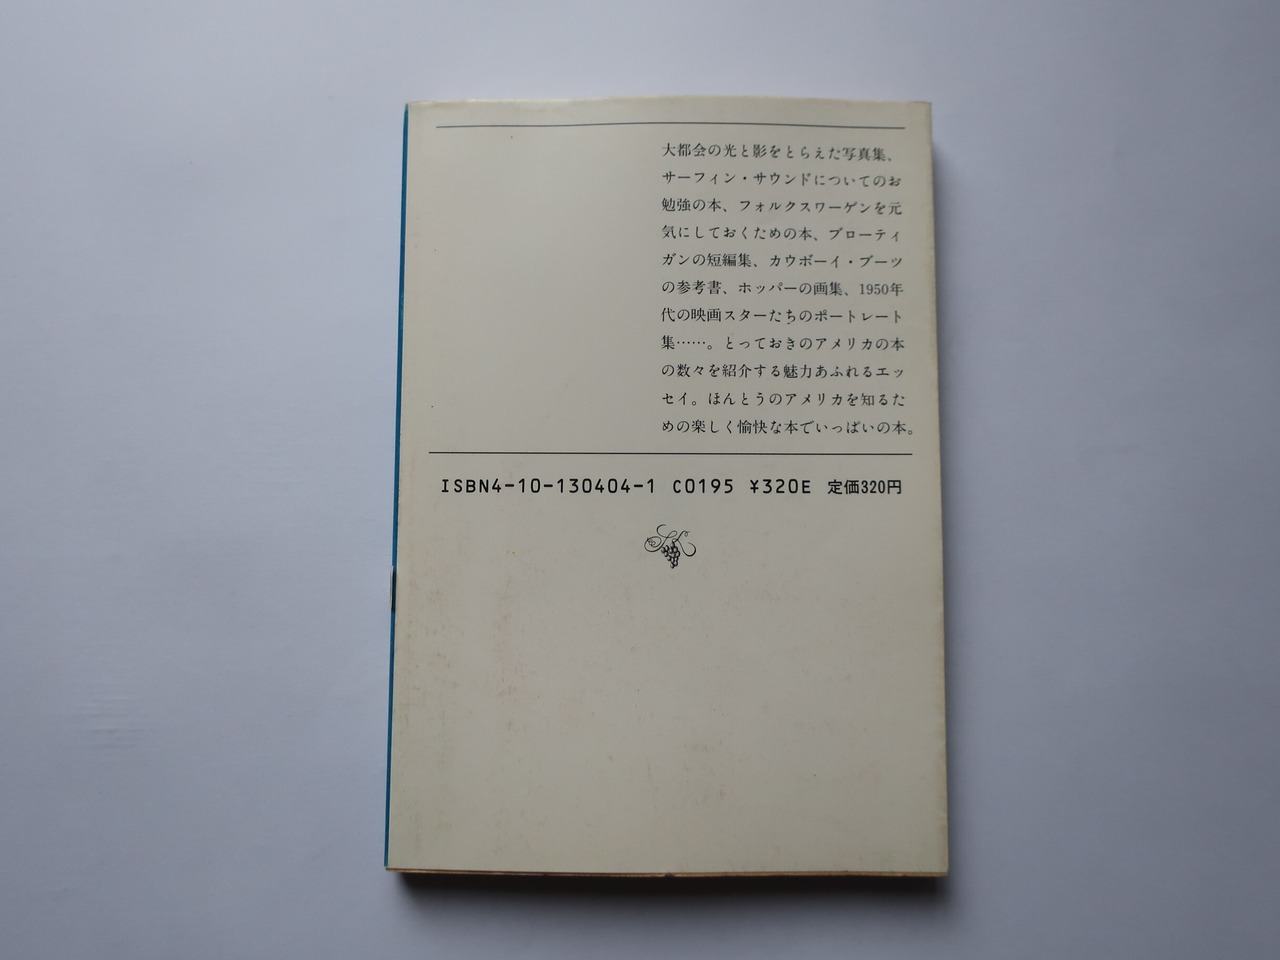 大都会の光と影をとらえた写真集、
サーフィン・サウンドについてのお
勉強の本、フォルクスワーゲンを元
気にしておくための本、ブローティ
ガンの短編集、カウボーイ・ブーツ
の参考書、ホッパーの画集、1950年
代の映画スターたちのポートレート
集……。とっておきのアメリカの本
の数々を紹介する魅力あふれるエッ
セイ。ほんとうのアメリカを知るた
めの楽しく愉快な本でいっぱいの本。
ISBN4-10-130404-1 C0195 ¥320E 定価320円